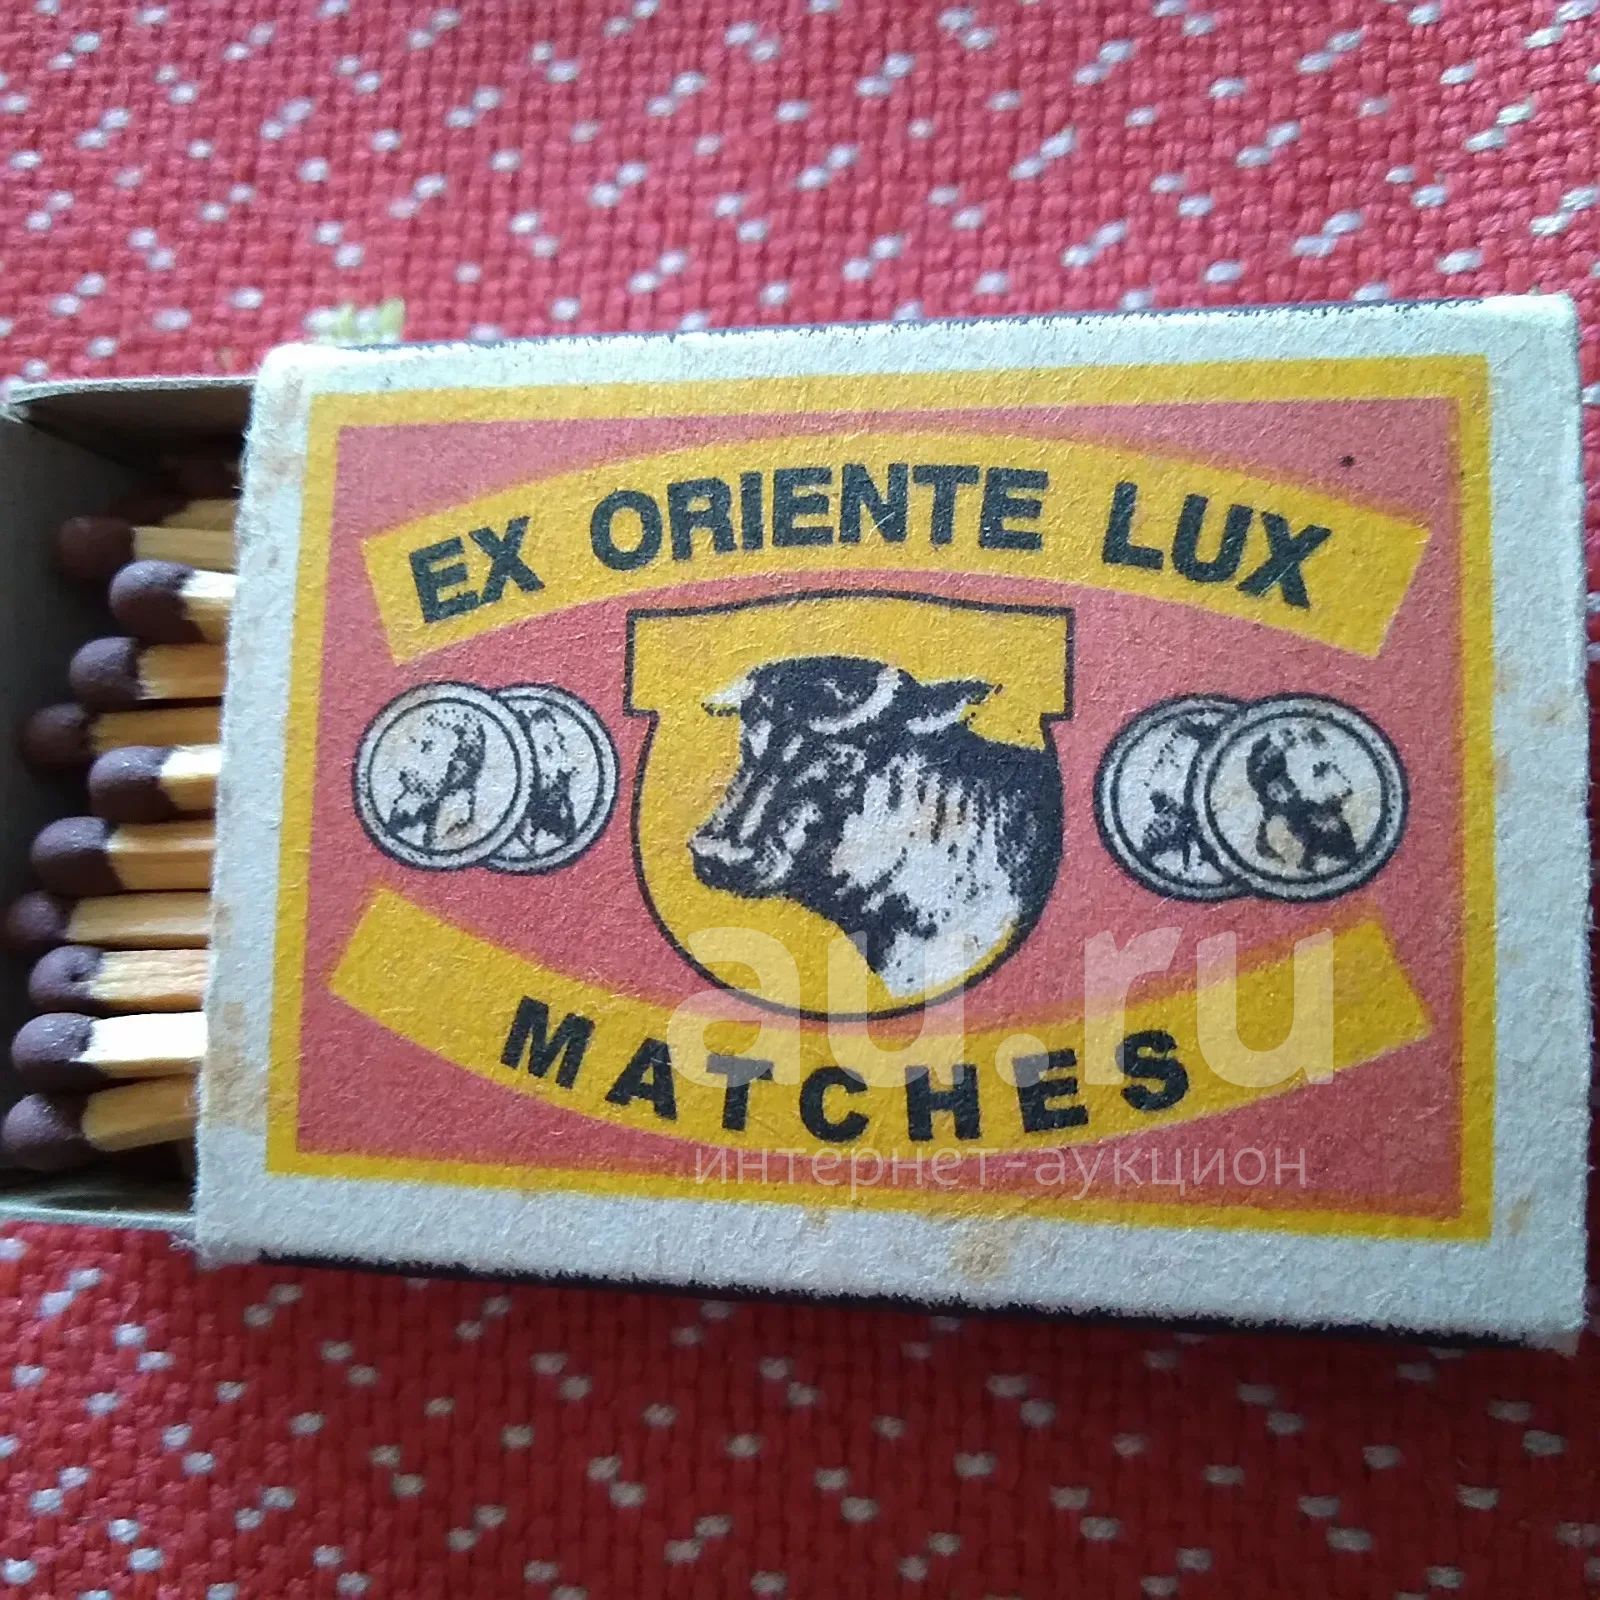 EX ORIENTE LUX
MATCHES
au.ru
интернет-аукцион